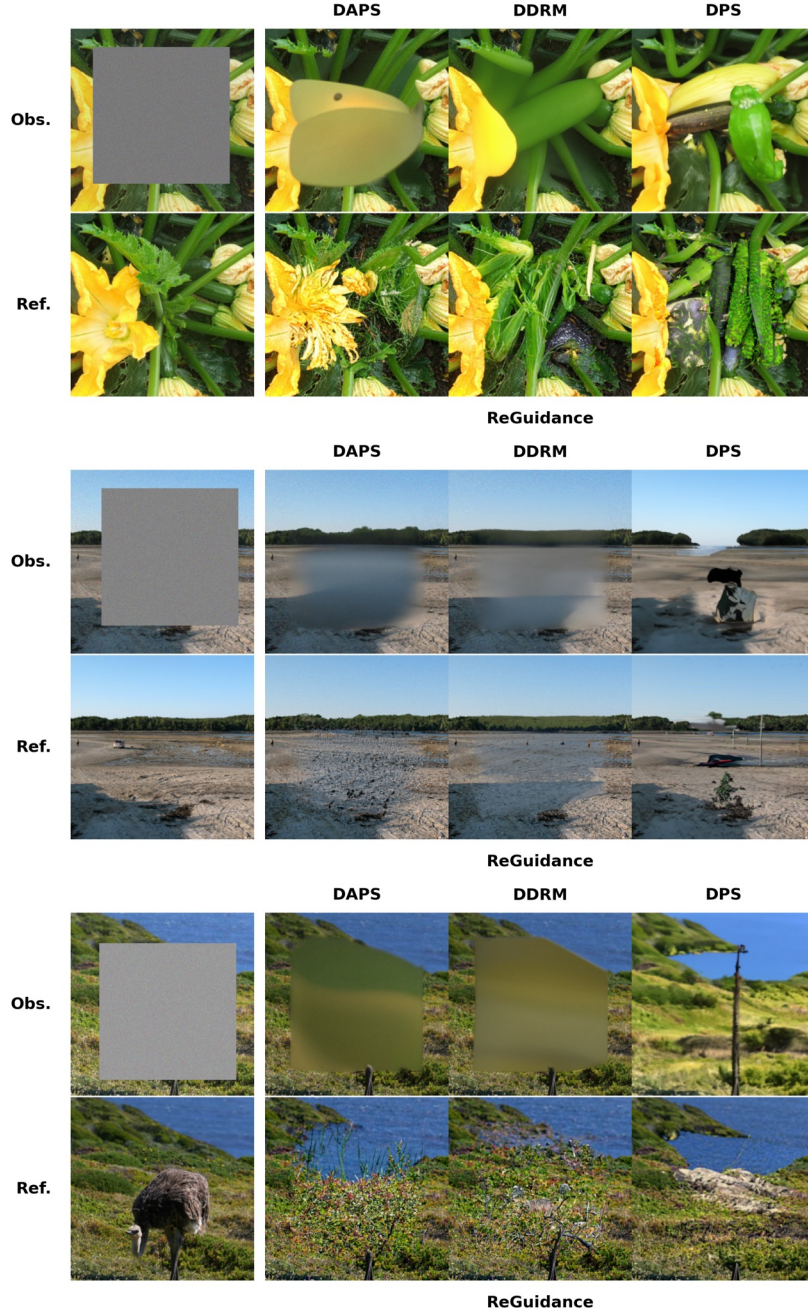 DAPS DDRM DPS
Obs.
Ref.
ReGuidance
DAPS DDRM DPS
Obs.
Ref.
ReGuidance
DAPS DDRM DPS
Obs.
Ref.
ReGuidance